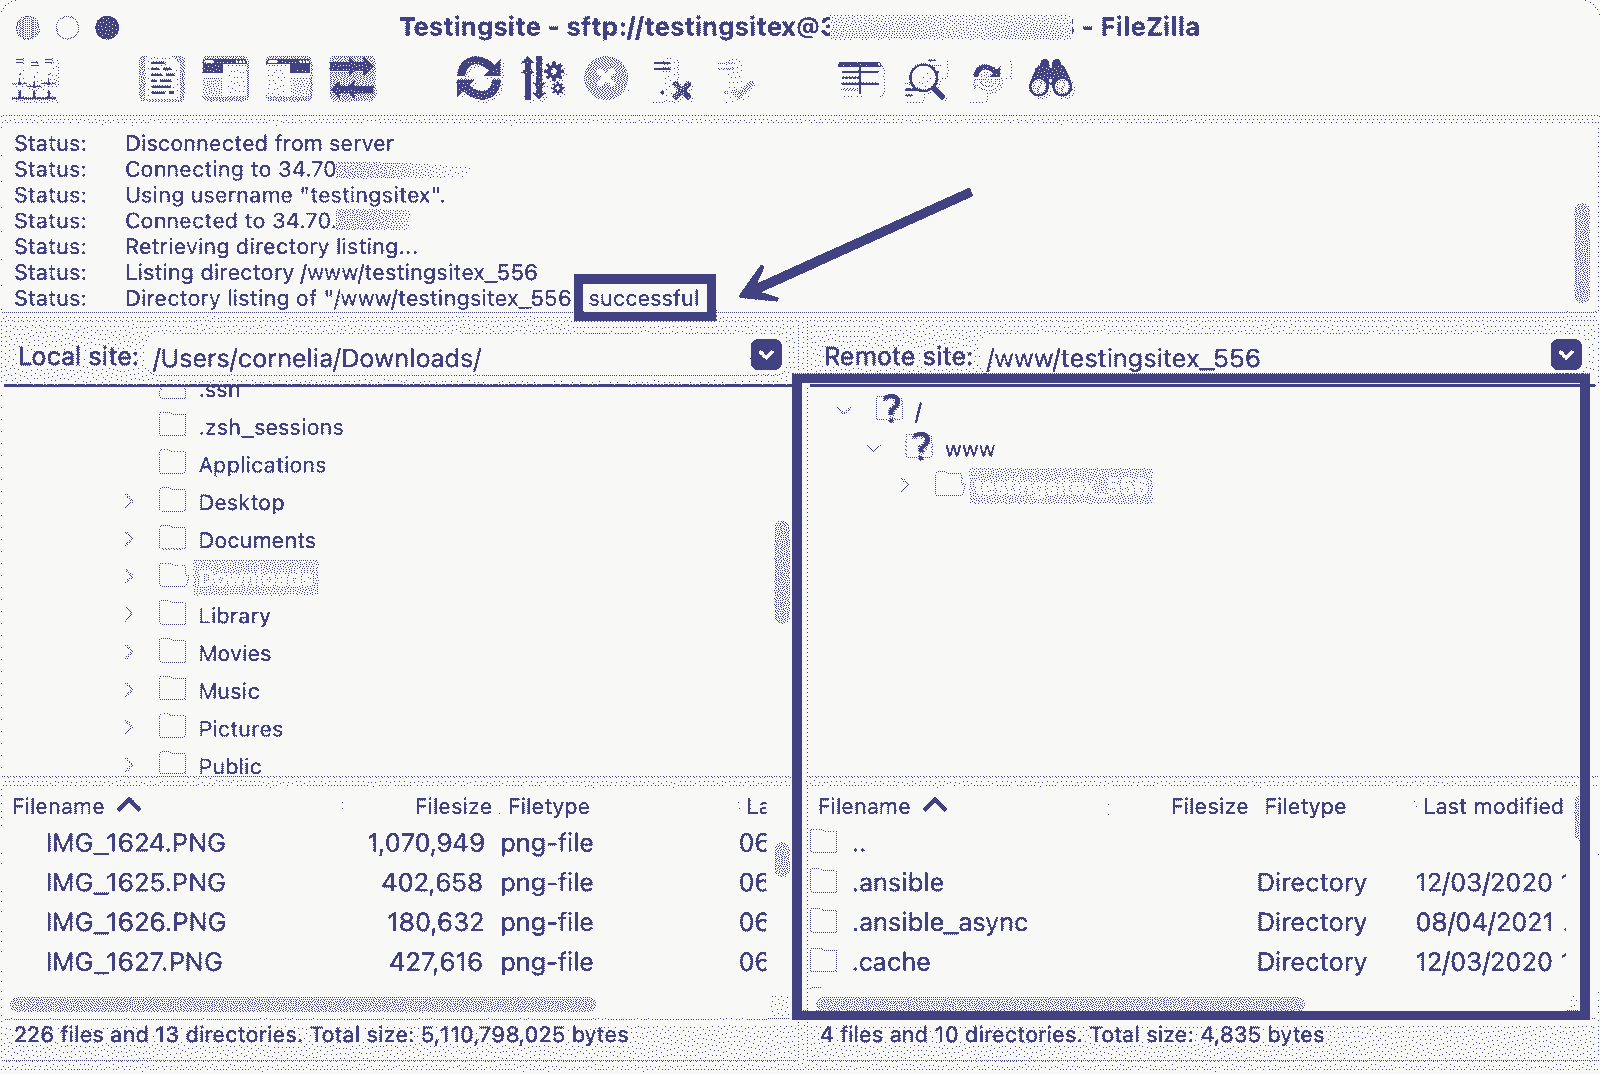 Testingsite - sftp://testingsitex@3 - FileZilla
Status: Disconnected from server
Status: Connecting to 34.70
Status: Using username "testingsitex".
Status: Connected to 34.70.
Status: Retrieving directory listing...
Status: Listing directory /www/testingsitex_556
Status: Directory listing of "/www/testingsitex_556 successful
Local site: /Users/cornelia/Downloads/
.ssh
.zsh_sessions
Applications
Desktop
Documents
Downloads
Library
Movies
Music
Pictures
Public
Filename Filesize Filetype La
IMG_1624.PNG 1,070,949 png-file 06
IMG_1625.PNG 402,658 png-file 06
IMG_1626.PNG 180,632 png-file 06
IMG_1627.PNG 427,616 png-file 06
226 files and 13 directories. Total size: 5,110,798,025 bytes
Remote site: /www/testingsitex_556
? /
? www
testingsitex_556
Filename Filesize Filetype Last modified
..
.ansible Directory 12/03/2020
.ansible_async Directory 08/04/2021
.cache Directory 12/03/2020
4 files and 10 directories. Total size: 4,835 bytes